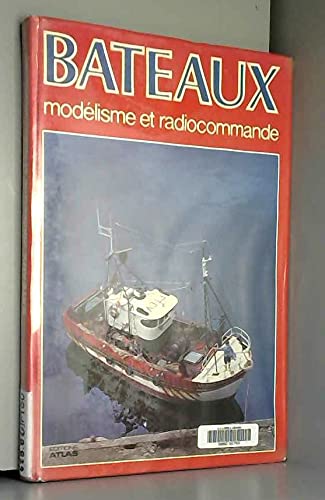 BATEAUX
modélisme et radiocommande
EDITIONS
ATLAS